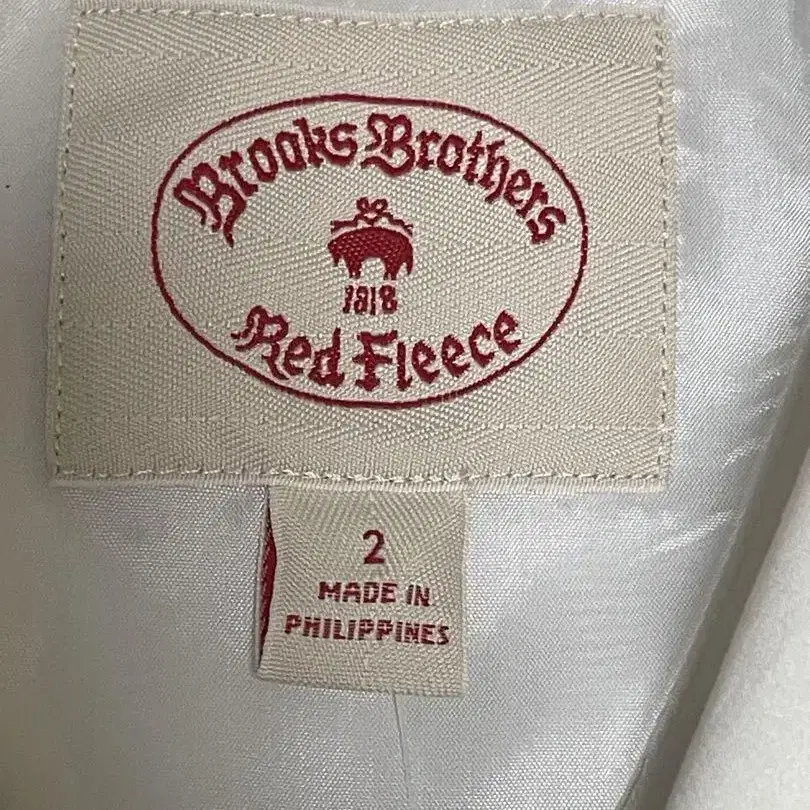 Brooks Brothers
1818
Red Fleece
2
MADE IN
PHILIPPINES